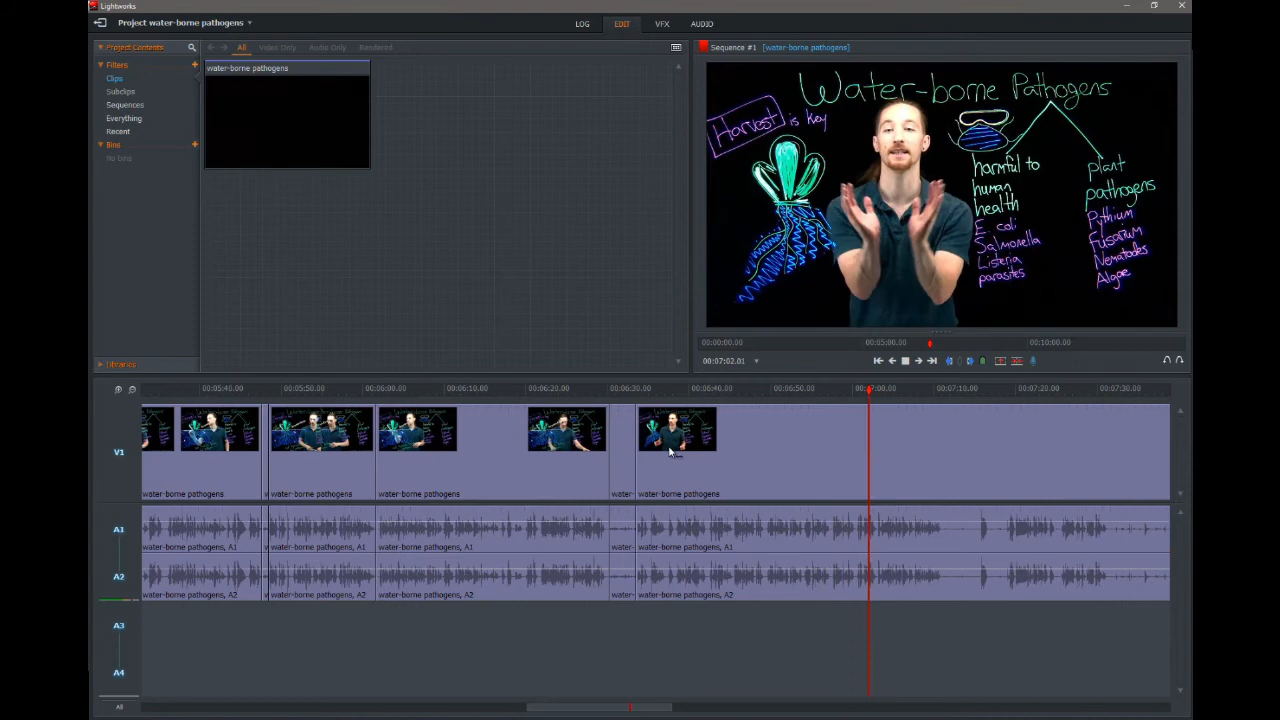 Lightworks
Project water-borne pathogens
LOG EDIT VFX AUDIO
Project Contents
All Video Only Audio Only Rendered
Filters
Clips
Subclips
Sequences
Everything
Recent
Bins
No bins
Libraries
water-borne pathogens
Sequence #1 [water-borne pathogens]
Water-borne Pathogens
Harvest is key
harmful to
human
health
E. coli
Salmonella
Listeria
parasites
plant
pathogens
Pythium
Fusarium
Nematodes
Algae
00:00:00.00 00:05:00.00 00:10:00.00
00:07:02.01
00:05:40.00 00:05:50.00 00:06:00.00 00:06:10.00 00:06:20.00 00:06:30.00 00:06:40.00 00:06:50.00 00:07:00.00 00:07:10.00 00:07:20.00 00:07:30.00
V1
water-borne pathogens w water-borne pathogens water-borne pathogens water- water-borne pathogens
A1
water-borne pathogens, A1 w water-borne pathogens, A1 water-borne pathogens, A1 water-borne water-borne pathogens, A1
A2
water-borne pathogens, A2 w water-borne pathogens, A2 water-borne pathogens, A2 water-borne water-borne pathogens, A2
A3
A4
All